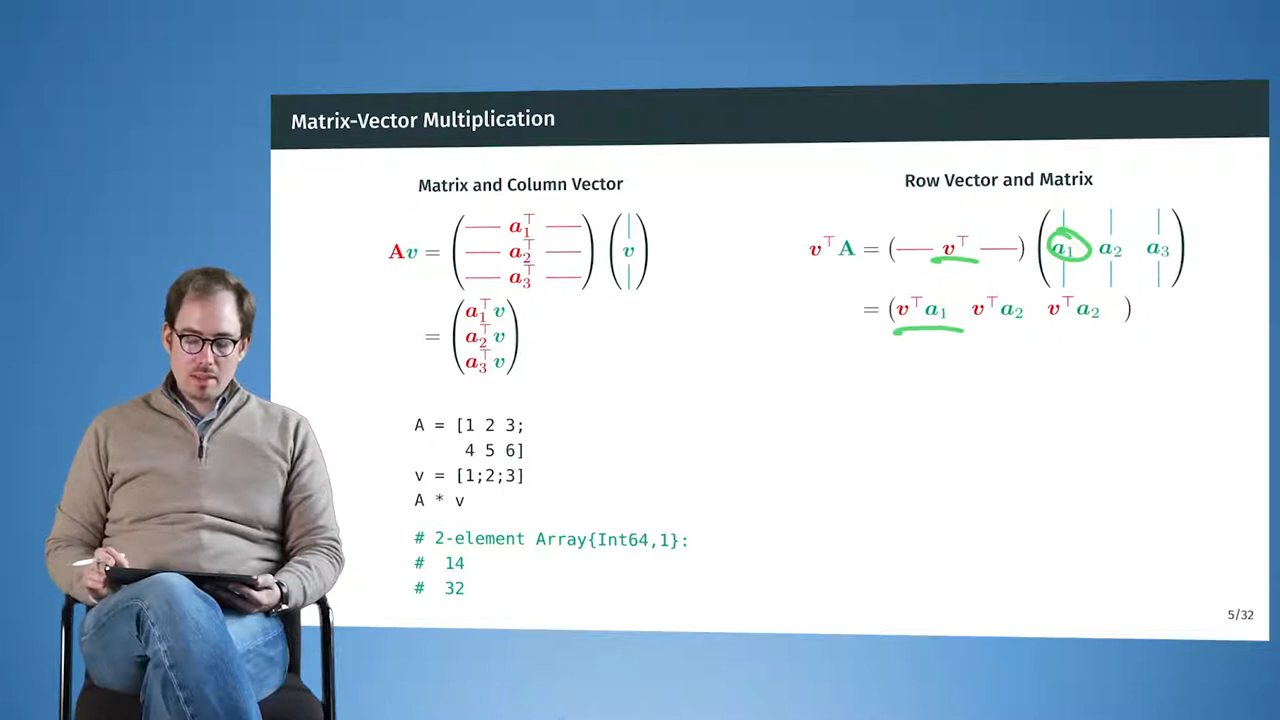 Matrix-Vector Multiplication
Matrix and Column Vector
Av = (— a₁ᵀ —
— a₂ᵀ —
— a₃ᵀ —) (| v |)
= (a₁ᵀv
a₂ᵀv
a₃ᵀv)
A = [1 2 3;
4 5 6]
v = [1;2;3]
A * v
# 2-element Array{Int64,1}:
# 14
# 32
Row Vector and Matrix
vᵀA = (— vᵀ —) (a₁ a₂ a₃)
= (vᵀa₁ vᵀa₂ vᵀa₂ )
5/32